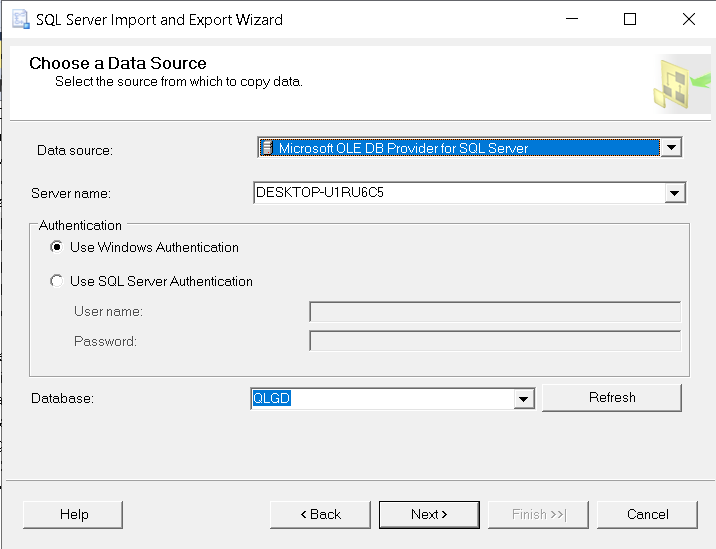 SQL Server Import and Export Wizard
Choose a Data Source
Select the source from which to copy data.
Data source: Microsoft OLE DB Provider for SQL Server
Server name: DESKTOP-U1RU6C5
Authentication
Use Windows Authentication
Use SQL Server Authentication
User name:
Password:
Database: QLGD Refresh
Help < Back Next > Finish >>| Cancel